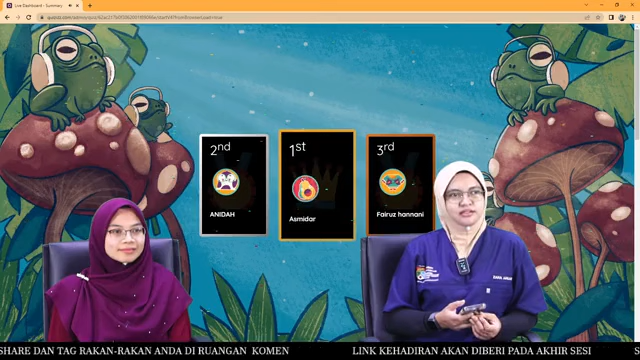 Live Dashboard - Summary
2nd
1st
3rd
ANIDAH
Asmidar
Fairuz hannani
SHARE DAN TAG RAKAN-RAKAN ANDA DI RUANGAN KOMEN
LINK KEHADIRAN AKAN DIBERI PADA AKHIR SESI